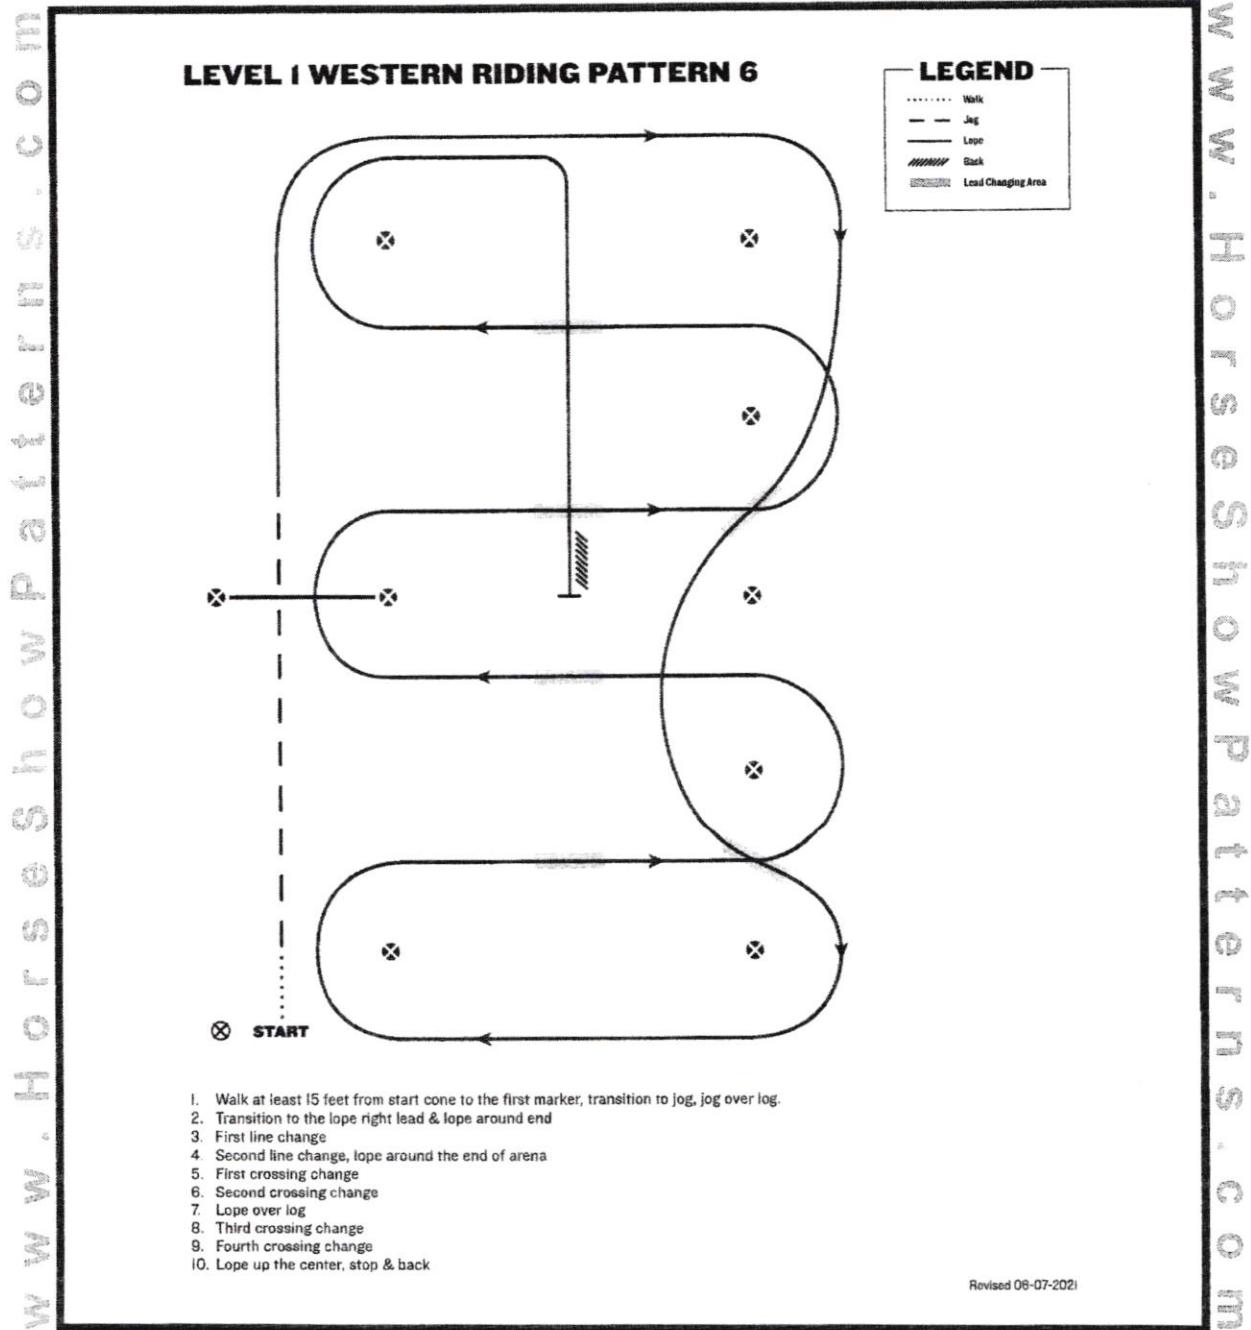 LEVEL 1 WESTERN RIDING PATTERN 6
LEGEND
Walk
Jog
Lope
Back
Lead Changing Area
START
1. Walk at least 15 feet from start cone to the first marker, transition to jog, jog over log.
2. Transition to the lope right lead & lope around end
3. First line change
4. Second line change, lope around the end of arena
5. First crossing change
6. Second crossing change
7. Lope over log
8. Third crossing change
9. Fourth crossing change
10. Lope up the center, stop & back
Revised 06-07-2021
www.HorseShowPatterns.com
www.HorseShowPatterns.com